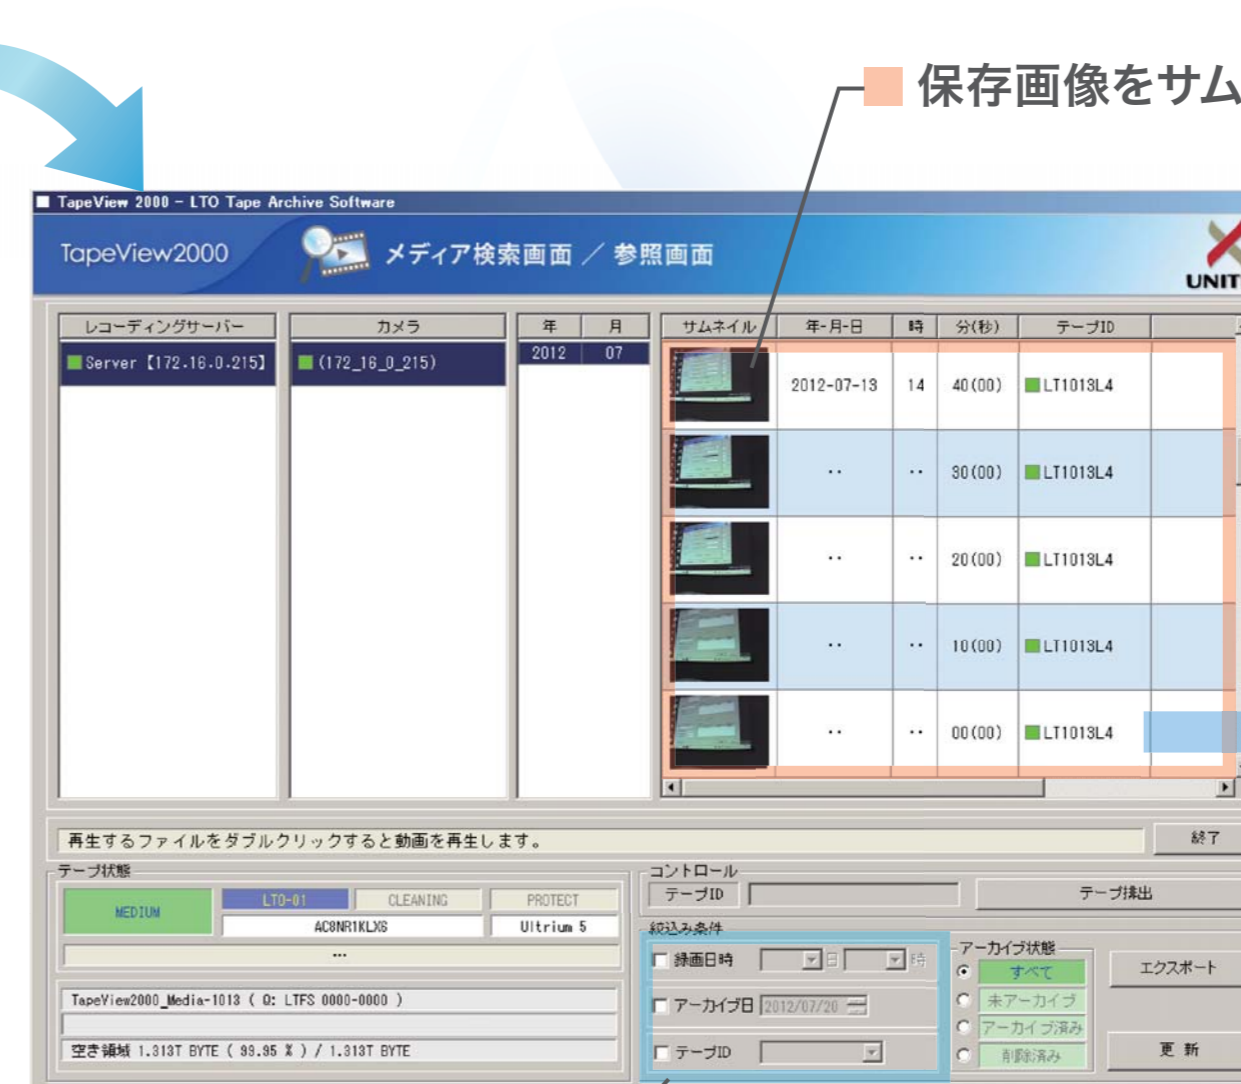 保存画像をサム
TapeView 2000 - LTO Tape Archive Software
TapeView2000
メディア検索画面 ／ 参照画面
UNIT
レコーディングサーバー カメラ 年 月 サムネイル 年-月-日 時 分(秒) テープID
Server【172.16.0.215】 (172_16_0_215) 2012 07
2012-07-13 14 40(00) LT1013L4
.. .. 30(00) LT1013L4
.. .. 20(00) LT1013L4
.. .. 10(00) LT1013L4
.. .. 00(00) LT1013L4
再生するファイルをダブルクリックすると動画を再生します。
終了
テープ状態
MEDIUM LTO-01 CLEANING PROTECT
AC8NR1KLXG Ultrium 5
...
TapeView2000_Media-1013 ( Q: LTFS 0000-0000 )
空き領域 1.313T BYTE ( 99.95 % ) / 1.313T BYTE
コントロール
テープID
テープ排出
絞込み条件
録画日時 日 時
アーカイブ日 2012/07/20
テープID
アーカイブ状態
すべて
未アーカイブ
アーカイブ済み
削除済み
エクスポート
更 新